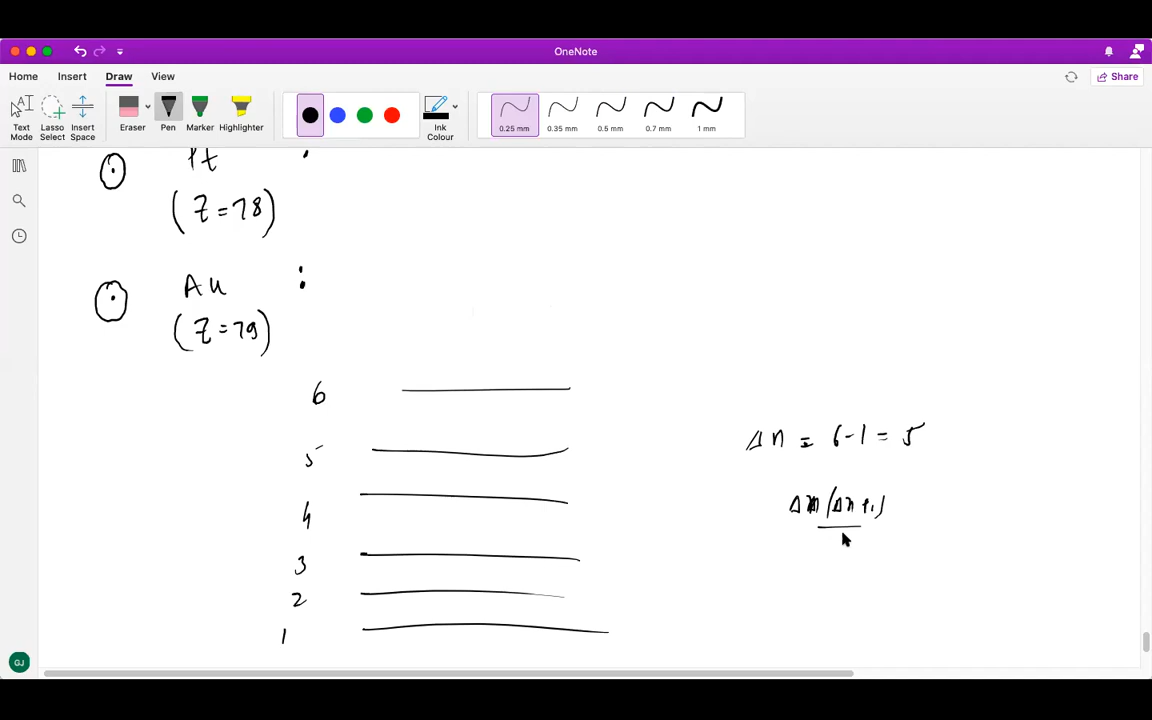 OneNote
Home Insert Draw View
Share
Text Mode
Lasso Select
Insert Space
Eraser
Pen
Marker
Highlighter
Ink Colour
0.25 mm
0.35 mm
0.5 mm
0.7 mm
1 mm
Pt :
(Z=78)
Au :
(Z=79)
6
5
Δn = 6-1 = 5
4
Δn(Δn+1)
3
2
1
GJ